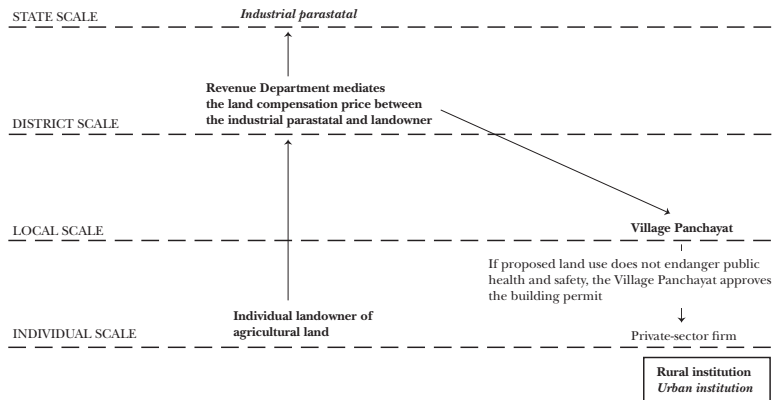 STATE SCALE
Industrial parastatal
Revenue Department mediates
the land compensation price between
the industrial parastatal and landowner
DISTRICT SCALE
LOCAL SCALE
Village Panchayat
If proposed land use does not endanger public
health and safety, the Village Panchayat approves
the building permit
Individual landowner of
agricultural land
INDIVIDUAL SCALE
Private-sector firm
Rural institution
Urban institution